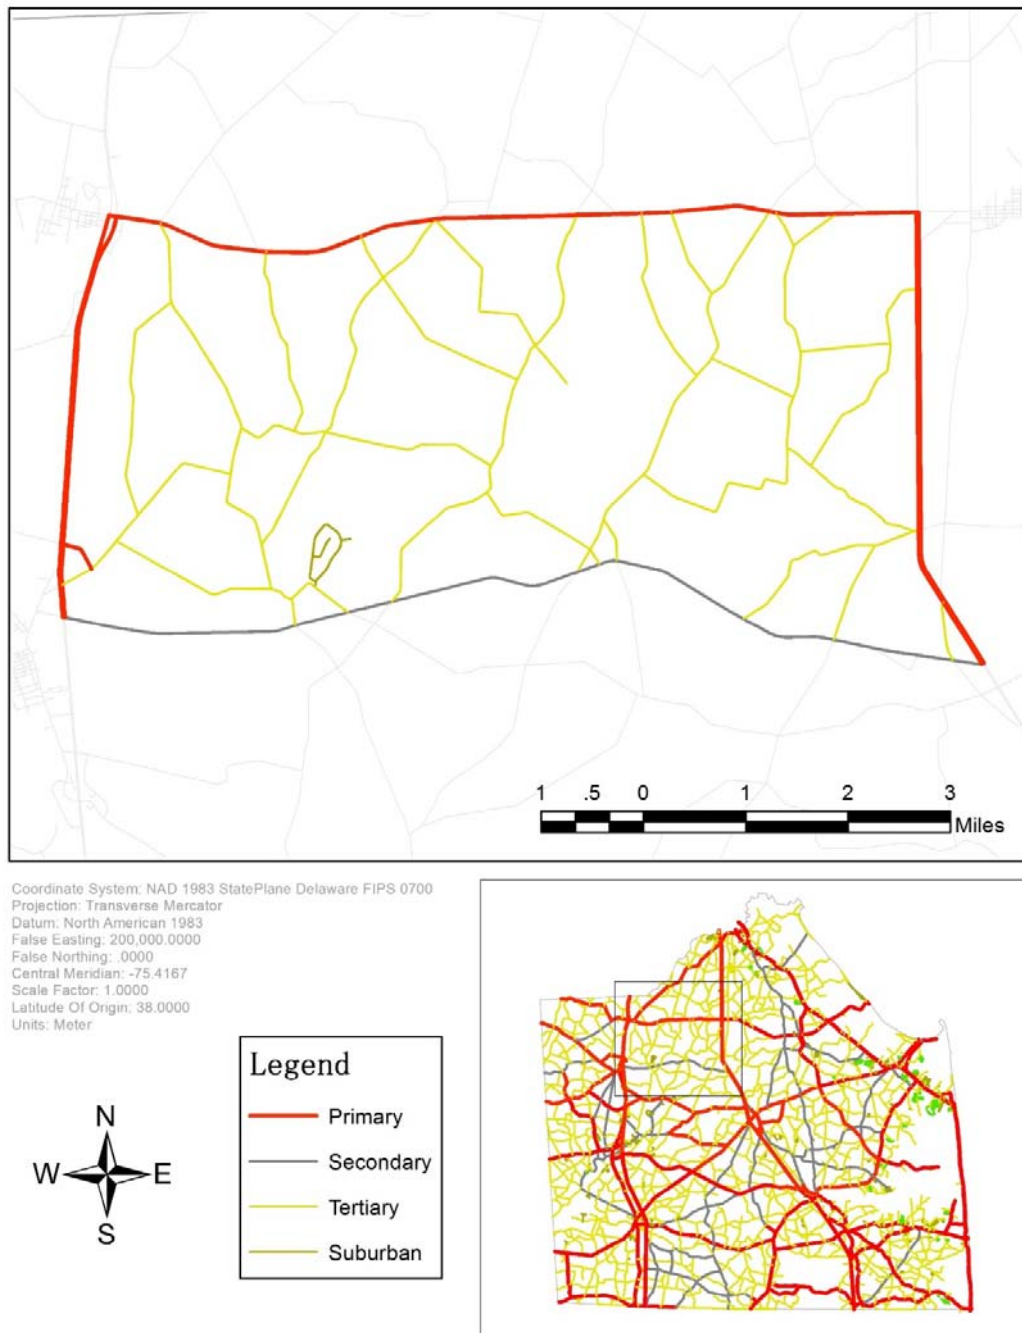 1 .5 0 1 2 3
Miles
Coordinate System: NAD 1983 StatePlane Delaware FIPS 0700
Projection: Transverse Mercator
Datum: North American 1983
False Easting: 200,000.0000
False Northing: .0000
Central Meridian: -75.4167
Scale Factor: 1.0000
Latitude Of Origin: 38.0000
Units: Meter
Legend
Primary
Secondary
Tertiary
Suburban
N
W E
S